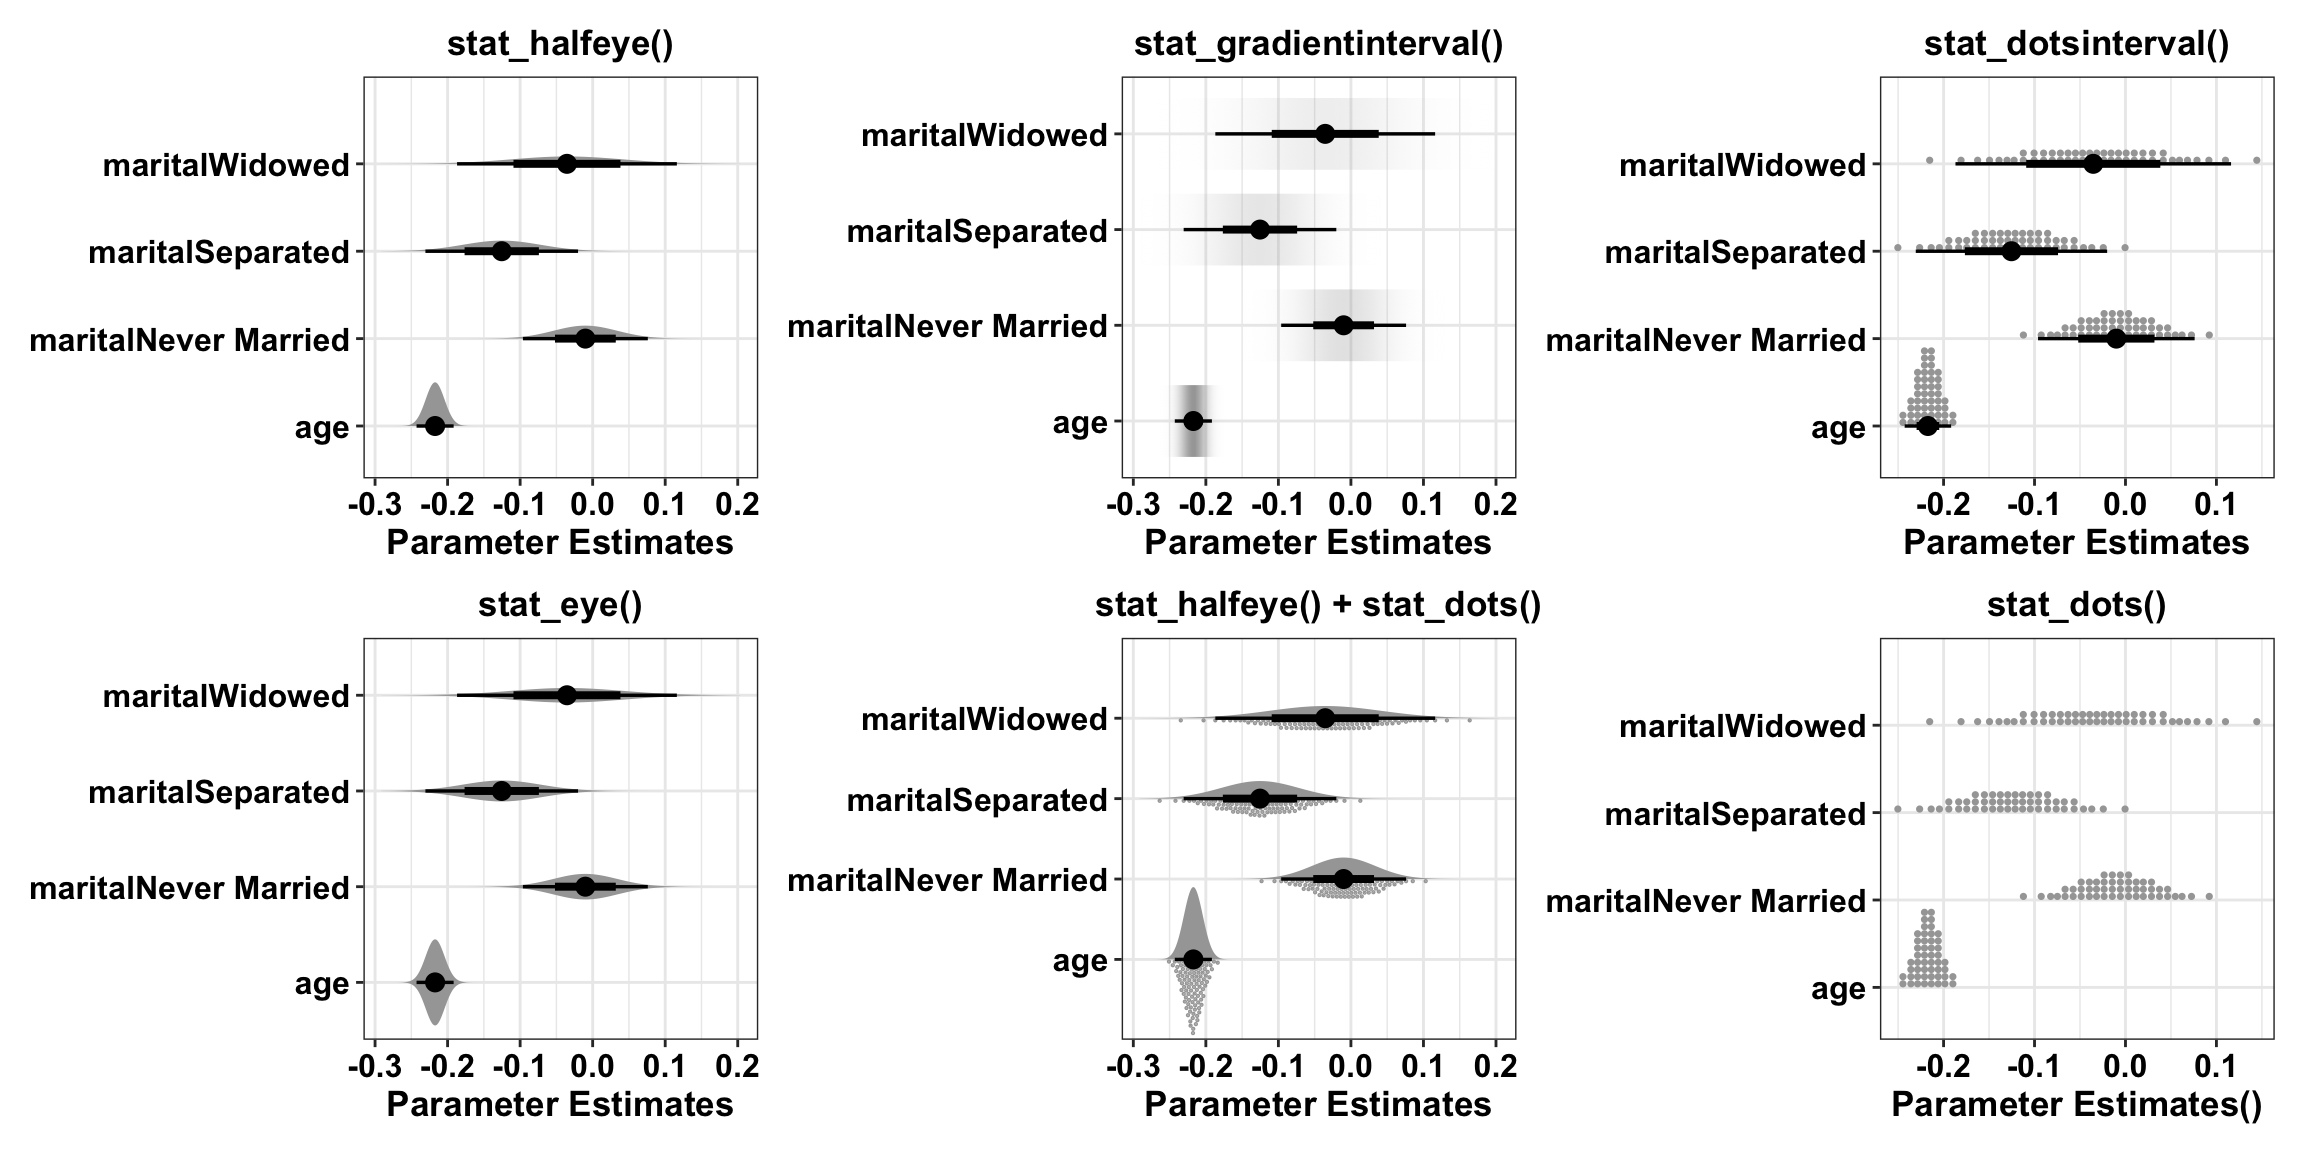 stat_halfeye()
maritalWidowed
maritalSeparated
maritalNever Married
age
-0.3 -0.2 -0.1 0.0 0.1 0.2
Parameter Estimates
stat_gradientinterval()
maritalWidowed
maritalSeparated
maritalNever Married
age
-0.3 -0.2 -0.1 0.0 0.1 0.2
Parameter Estimates
stat_dotsinterval()
maritalWidowed
maritalSeparated
maritalNever Married
age
-0.2 -0.1 0.0 0.1
Parameter Estimates
stat_eye()
maritalWidowed
maritalSeparated
maritalNever Married
age
-0.3 -0.2 -0.1 0.0 0.1 0.2
Parameter Estimates
stat_halfeye() + stat_dots()
maritalWidowed
maritalSeparated
maritalNever Married
age
-0.3 -0.2 -0.1 0.0 0.1 0.2
Parameter Estimates
stat_dots()
maritalWidowed
maritalSeparated
maritalNever Married
age
-0.2 -0.1 0.0 0.1
Parameter Estimates()